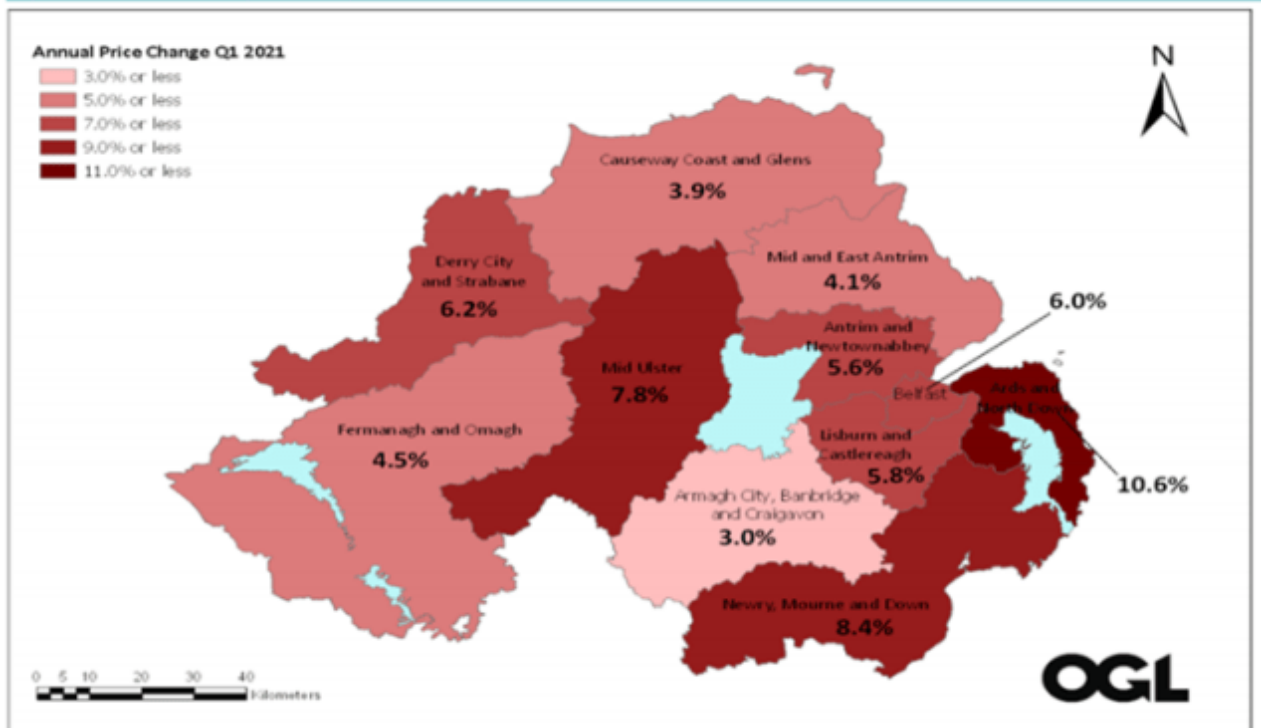 Annual Price Change Q1 2021
3.0% or less
5.0% or less
7.0% or less
9.0% or less
11.0% or less
N
Causeway Coast and Glens
3.9%
Mid and East Antrim
4.1%
Derry City
and Strabane
6.2%
6.0%
Antrim and
Newtownabbey
5.6%
Mid Ulster
7.8%
Belfast
Ards and
North Down
Fermanagh and Omagh
4.5%
Lisburn and
Castlereagh
5.8%
10.6%
Armagh City, Banbridge
and Craigavon
3.0%
Newry, Mourne and Down
8.4%
0 5 10 20 30 40
Kilometers
OGL